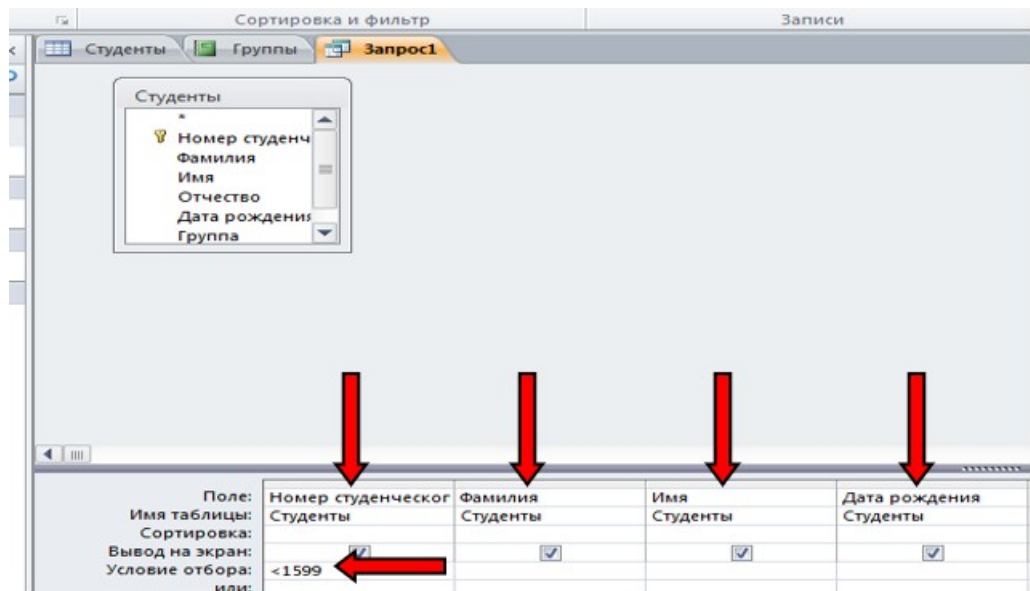 Сортировка и фильтр Записи
Студенты Группы Запрос1
Студенты
*
Номер студенч
Фамилия
Имя
Отчество
Дата рождения
Группа
Поле: Номер студенческог Фамилия Имя Дата рождения
Имя таблицы: Студенты Студенты Студенты Студенты
Сортировка:
Вывод на экран:
Условие отбора: <1599
или: